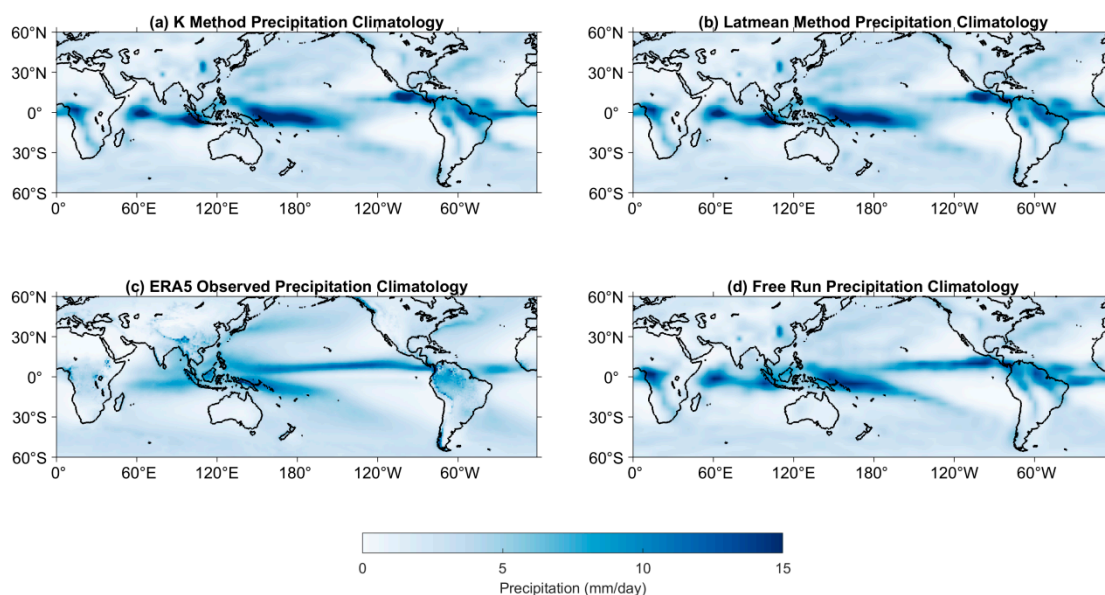 (a) K Method Precipitation Climatology
60°N
30°N
0°
30°S
60°S
0°
60°E
120°E
180°
120°W
60°W
(b) Latmean Method Precipitation Climatology
60°N
30°N
0°
30°S
60°S
0°
60°E
120°E
180°
120°W
60°W
(c) ERA5 Observed Precipitation Climatology
60°N
30°N
0°
30°S
60°S
0°
60°E
120°E
180°
120°W
60°W
(d) Free Run Precipitation Climatology
60°N
30°N
0°
30°S
60°S
0°
60°E
120°E
180°
120°W
60°W
0
5
10
15
Precipitation (mm/day)